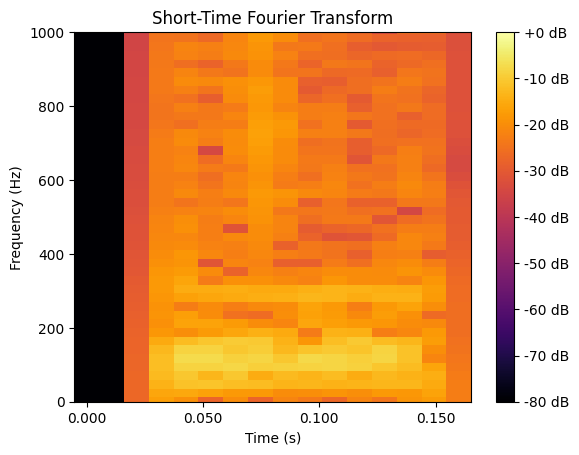 Short-Time Fourier Transform
1000
800
600
400
200
0
Frequency (Hz)
0.000
0.050
0.100
0.150
Time (s)
+0 dB
-10 dB
-20 dB
-30 dB
-40 dB
-50 dB
-60 dB
-70 dB
-80 dB